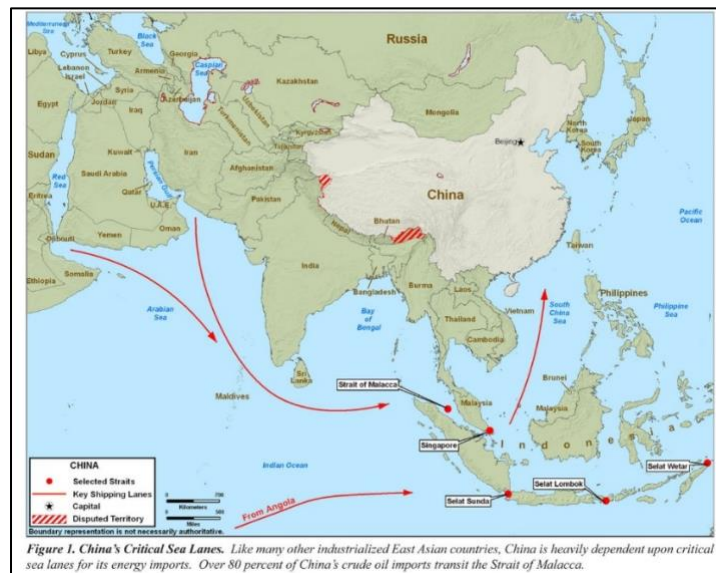 Mediterranean
Sea
Black
Sea
Caspian
Sea
Russia
Libya
Cyprus
Turkey
Georgia
Armenia
Azerbaijan
Kazakhstan
Uzbekistan
Turkmenistan
Kyrgyzstan
Tajikistan
Mongolia
North
Korea
South
Korea
Japan
Beijing
Lebanon
Israel
Syria
Jordan
Iraq
Iran
Egypt
Kuwait
Afghanistan
China
Saudi Arabia
Persian Gulf
Qatar
U.A.E.
Pakistan
Nepal
Bhutan
Sudan
Red
Sea
Eritrea
Yemen
Oman
Djibouti
Ethiopia
Somalia
India
Bangladesh
Burma
Laos
Thailand
Vietnam
Cambodia
Taiwan
Pacific
Ocean
Philippines
Philippine
Sea
South
China
Sea
Arabian
Sea
Bay
of
Bengal
Sri
Lanka
Maldives
Strait of Malacca
Malaysia
Brunei
Malaysia
Singapore
Indonesia
Indian Ocean
Selat Sunda
Selat Lombok
Selat Wetar
From Angola
CHINA
Selected Straits
Key Shipping Lanes
Capital
Disputed Territory
Kilometers
Miles
Boundary representation is not necessarily authoritative.
Figure 1. China's Critical Sea Lanes. Like many other industrialized East Asian countries, China is heavily dependent upon critical
sea lanes for its energy imports. Over 80 percent of China's crude oil imports transit the Strait of Malacca.